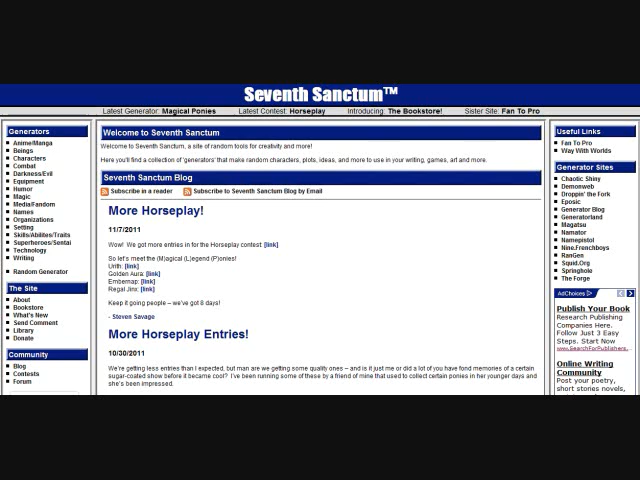 Seventh Sanctum™
Latest Generator: Magical Ponies Latest Contest: Horseplay Introducing: The Bookstore! Sister Site: Fan To Pro
Generators
Anime/Manga
Beings
Characters
Combat
Darkness/Evil
Equipment
Humor
Magic
Media/Fandom
Names
Organizations
Setting
Skills/Abilites/Traits
Superheroes/Sentai
Technology
Writing
Random Generator
The Site
About
Bookstore
What's New
Send Comment
Library
Donate
Community
Blog
Contests
Forum
Welcome to Seventh Sanctum
Welcome to Seventh Sanctum, a site of random tools for creativity and more!
Here you'll find a collection of 'generators' that make random characters, plots, ideas, and more to use in your writing, games, art and more.
Seventh Sanctum Blog
Subscribe in a reader Subscribe to Seventh Sanctum Blog by Email
More Horseplay!
11/7/2011
Wow! We got more entries in for the Horseplay contest: [link]
So let's meet the (M)agical (L)egend (P)onies!
Urith: [link]
Golden Aura: [link]
Embernap: [link]
Regal Jinx: [link]
Keep it going people – we've got 8 days!
- Steven Savage
More Horseplay Entries!
10/30/2011
We're getting less entries than I expected, but man are we getting some quality ones – and is it just me or did a lot of you have fond memories of a certain
sugar-coated show before it became cool? I've been running some of these by a friend of mine that used to collect certain ponies in her younger days and
she's been impressed.
Useful Links
Fan To Pro
Way With Worlds
Generator Sites
Chaotic Shiny
Demonweb
Droppin' the Fork
Eposic
Generator Blog
Generatorland
Magatsu
Namator
Namepistol
Nine.Frenchboys
RanGen
Squid.Org
Springhole
The Forge
AdChoices
Publish Your Book
Research Publishing
Companies Here.
Follow Just 3 Easy
Steps. Start Now
www.SearchForPublishers...
Online Writing
Community
Post your poetry,
short stories novels,